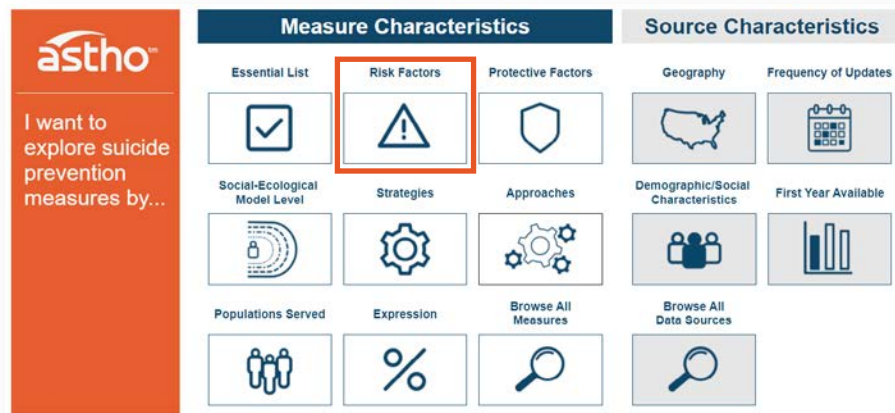 astho™
I want to
explore suicide
prevention
measures by...
Measure Characteristics
Source Characteristics
Essential List
Risk Factors
Protective Factors
Geography
Frequency of Updates
Social-Ecological
Model Level
Strategies
Approaches
Demographic/Social
Characteristics
First Year Available
Populations Served
Expression
Browse All
Measures
Browse All
Data Sources